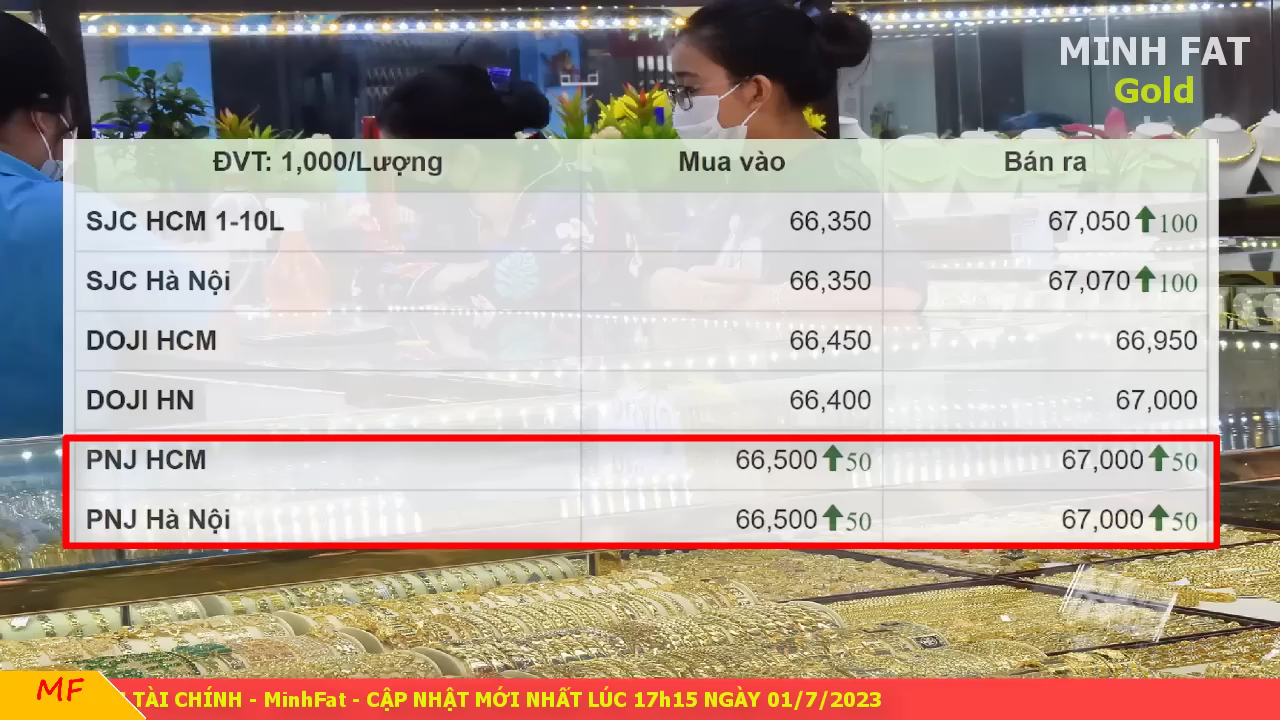 MINH FAT
Gold
ĐVT: 1,000/Lượng Mua vào Bán ra
SJC HCM 1-10L 66,350 67,050 100
SJC Hà Nội 66,350 67,070 100
DOJI HCM 66,450 66,950
DOJI HN 66,400 67,000
PNJ HCM 66,500 50 67,000 50
PNJ Hà Nội 66,500 50 67,000 50
MF TÀI CHÍNH - MinhFat - CẬP NHẬT MỚI NHẤT LÚC 17h15 NGÀY 01/7/2023